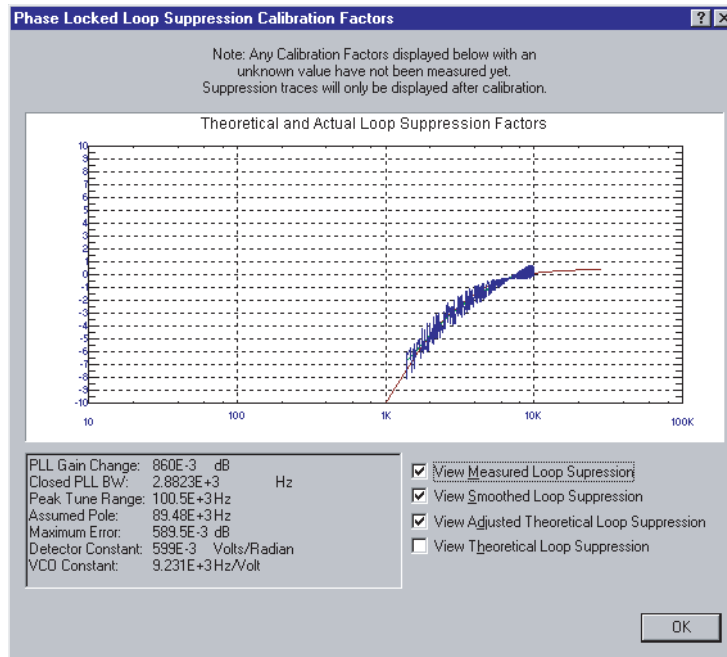 Phase Locked Loop Suppression Calibration Factors
Note: Any Calibration Factors displayed below with an
unknown value have not been measured yet.
Suppression traces will only be displayed after calibration.
Theoretical and Actual Loop Suppression Factors
10
9
8
7
6
5
4
3
2
1
0
-1
-2
-3
-4
-5
-6
-7
-8
-9
-10
10
100
1K
10K
100K
PLL Gain Change: 860E-3 dB
Closed PLL BW: 2.8823E+3 Hz
Peak Tune Range: 100.5E+3 Hz
Assumed Pole: 89.48E+3 Hz
Maximum Error: 589.5E-3 dB
Detector Constant: 599E-3 Volts/Radian
VCO Constant: 9.231E+3 Hz/Volt
View Measured Loop Supression
View Smoothed Loop Suppression
View Adjusted Theoretical Loop Suppression
View Theoretical Loop Suppression
OK